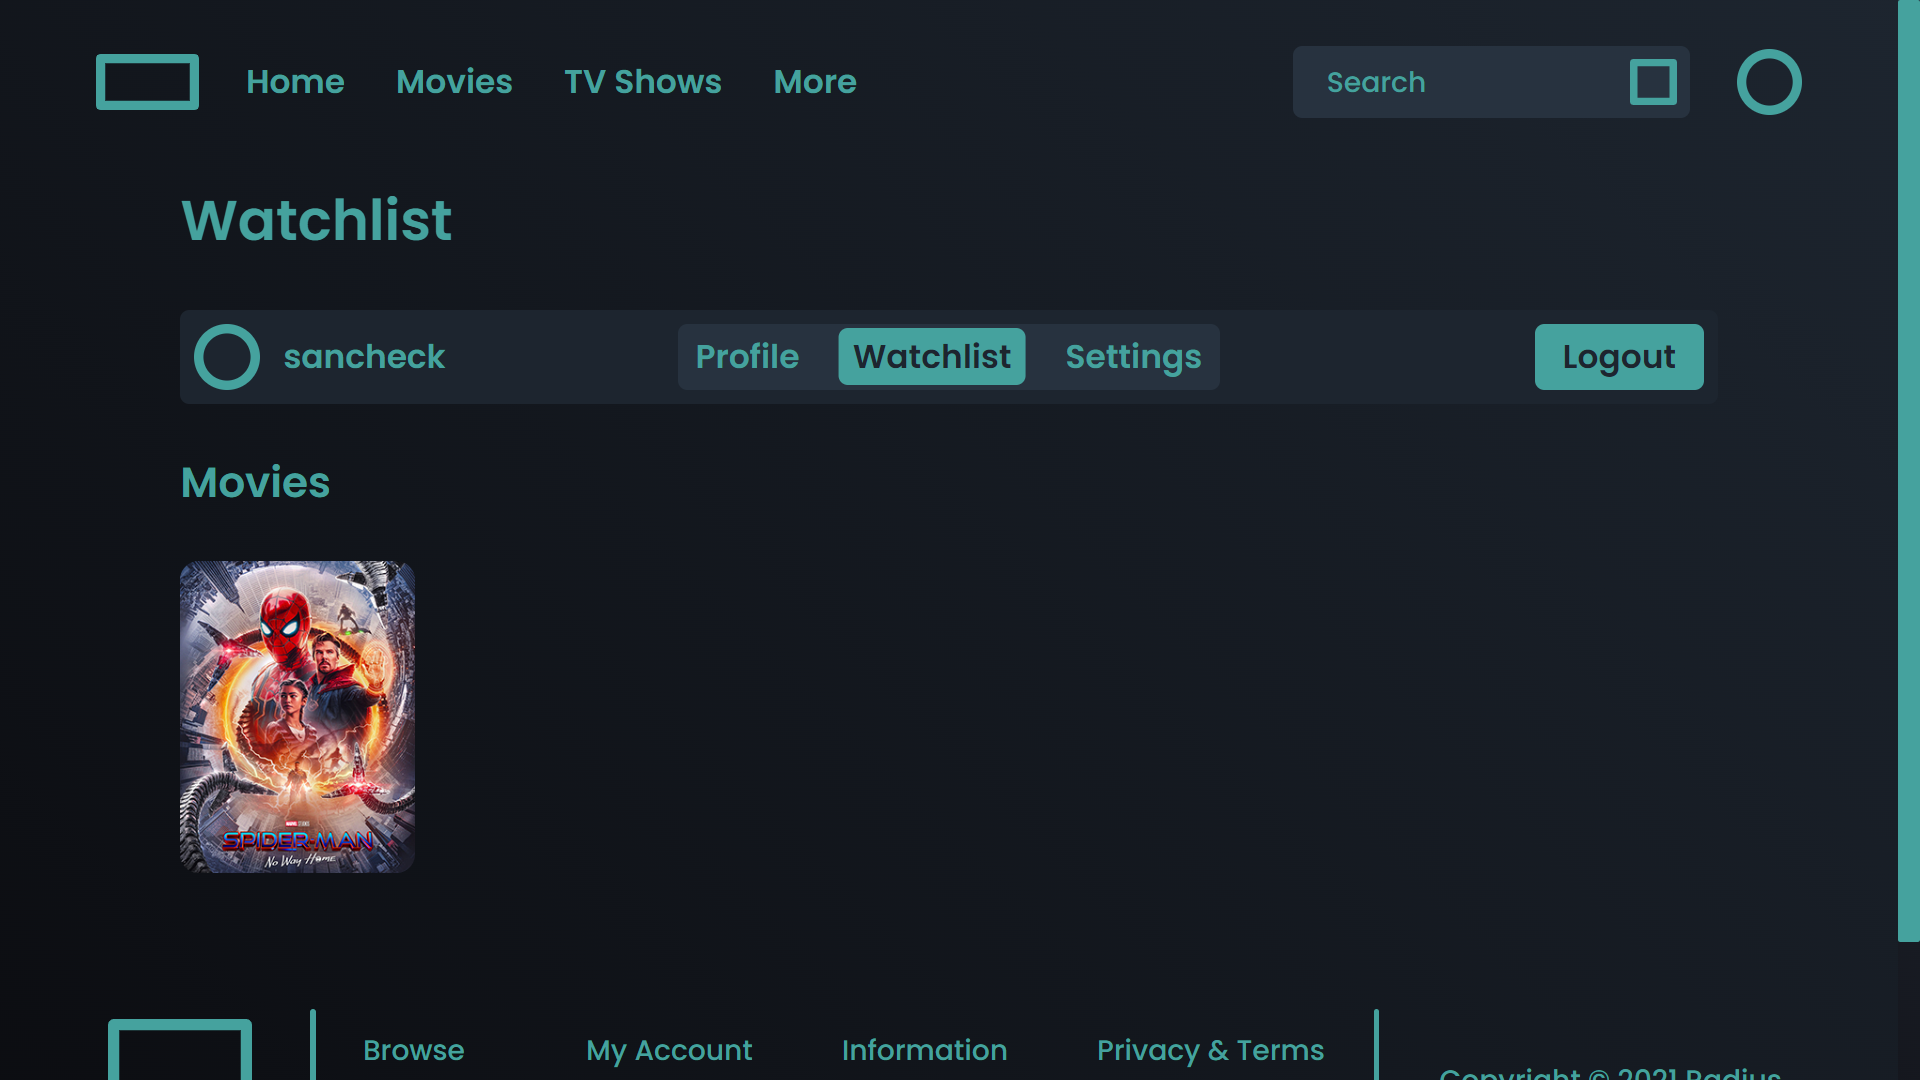 Home Movies TV Shows More Search
Watchlist
sancheck Profile Watchlist Settings Logout
Movies
SPIDER-MAN
No Way Home
Browse My Account Information Privacy & Terms
Copyright © 2021 Radius